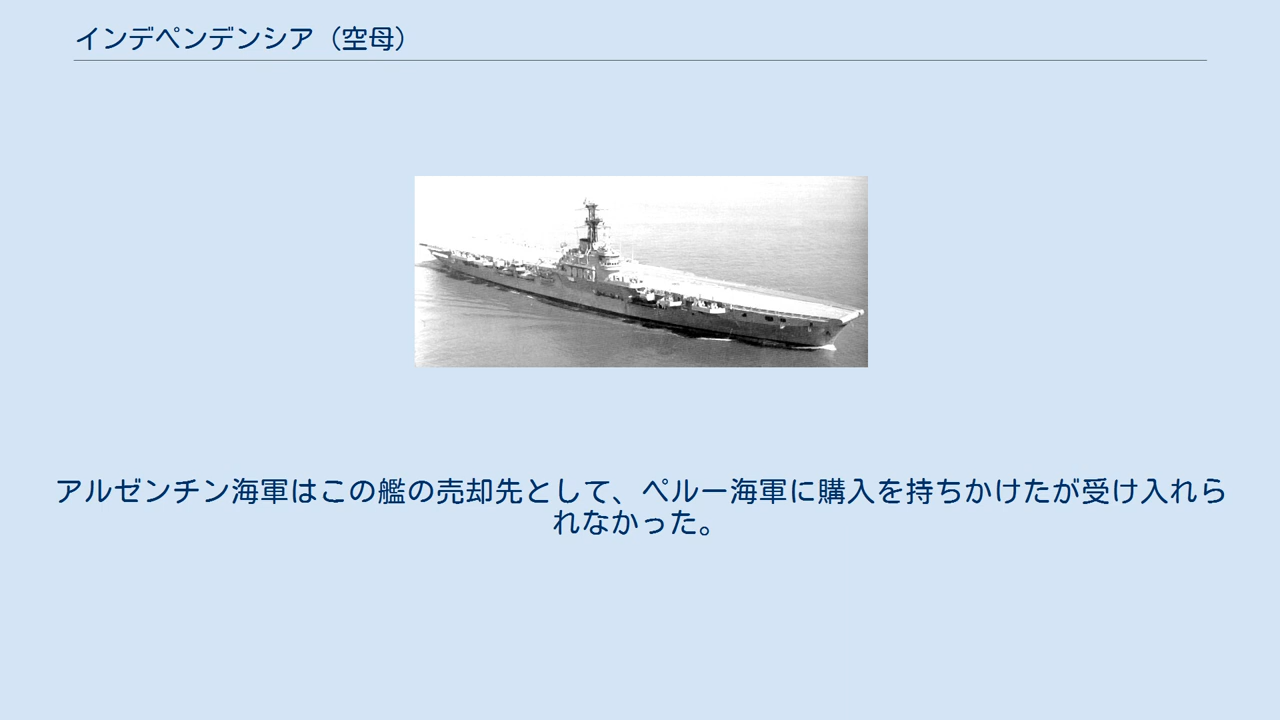 インデペンデンシア（空母）
アルゼンチン海軍はこの艦の売却先として、ペルー海軍に購入を持ちかけたが受け入れら
れなかった。